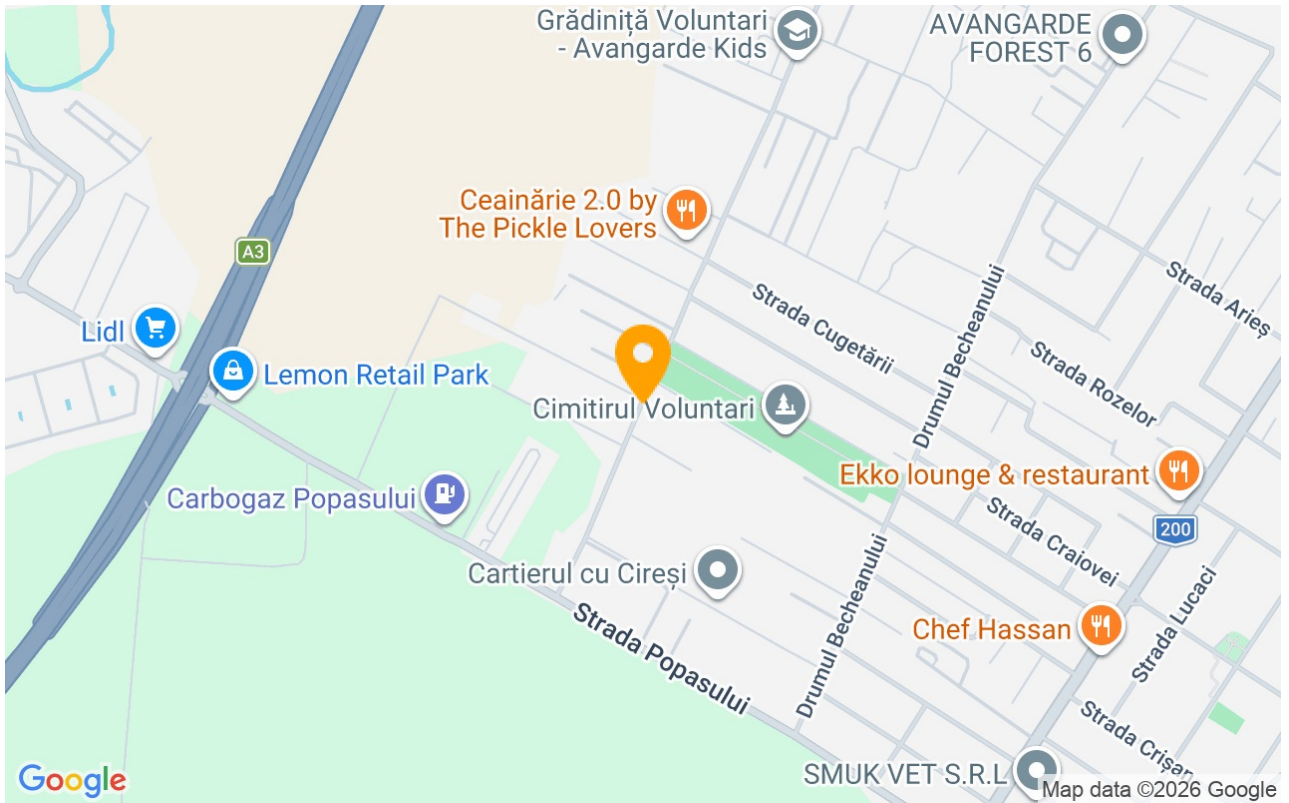 Grădiniță Voluntari
- Avangarde Kids
AVANGARDE
FOREST 6
Ceainărie 2.0 by
The Pickle Lovers
A3
Strada Arieș
Strada Cugetării
Drumul Becheanului
Lidl
Strada Rozelor
Lemon Retail Park
Cimitirul Voluntari
Ekko lounge & restaurant
Carbogaz Popasului
Strada Craiovei
200
Drumul Becheanului
Cartierul cu Cireși
Strada Lucaci
Chef Hassan
Strada Popasului
Strada Crișan
SMUK VET S.R.L
Google
Map data ©2026 Google